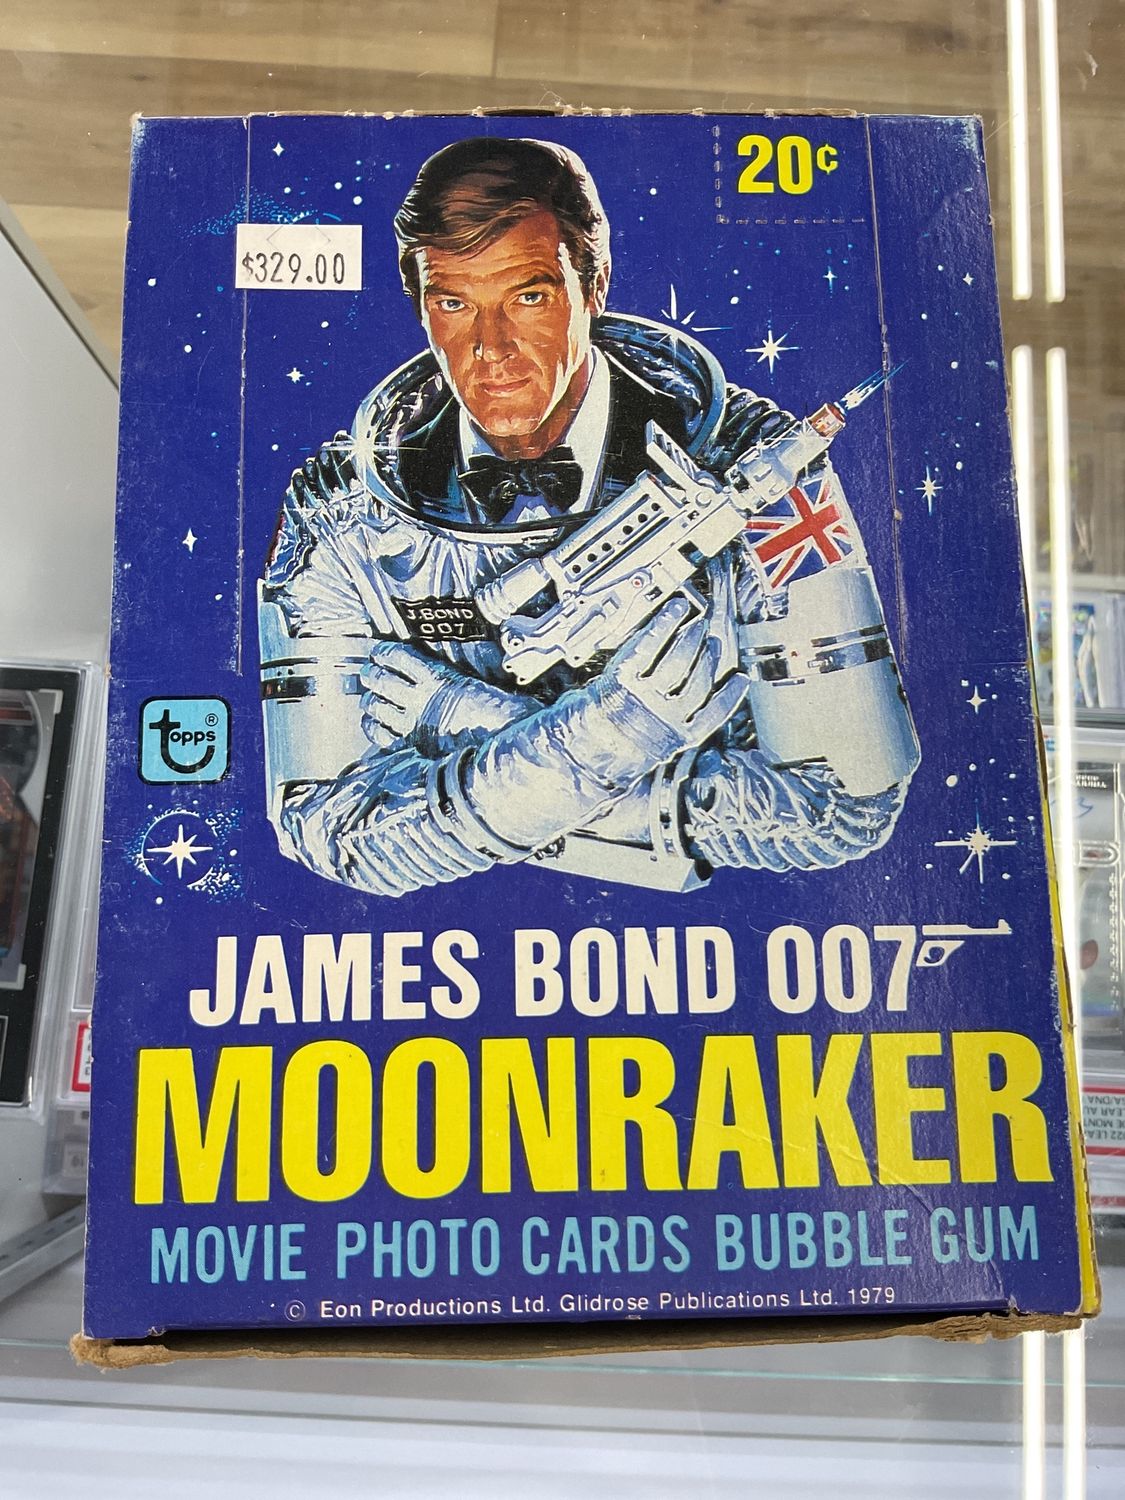 20¢
$329.00
J.BOND
007
topps®
JAMES BOND 007
MOONRAKER
MOVIE PHOTO CARDS BUBBLE GUM
© Eon Productions Ltd. Glidrose Publications Ltd. 1979